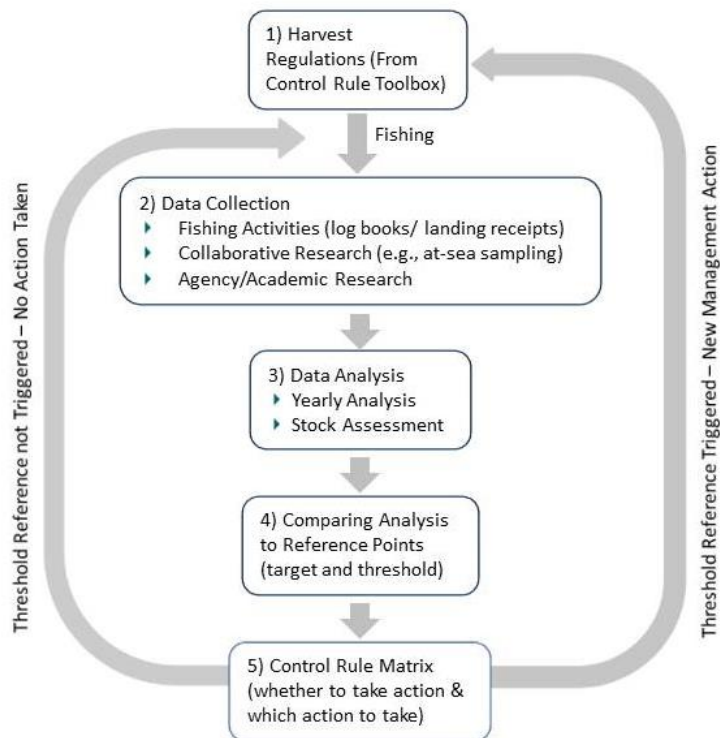 1) Harvest
Regulations (From
Control Rule Toolbox)
Fishing
2) Data Collection
Fishing Activities (log books/ landing receipts)
Collaborative Research (e.g., at-sea sampling)
Agency/Academic Research
3) Data Analysis
Yearly Analysis
Stock Assessment
4) Comparing Analysis
to Reference Points
(target and threshold)
5) Control Rule Matrix
(whether to take action &
which action to take)
Threshold Reference not Triggered – No Action Taken
Threshold Reference Triggered – New Management Action